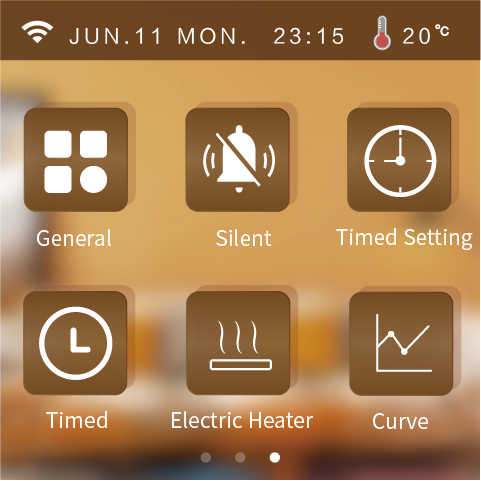 JUN.11 MON. 23:15 20℃
General Silent Timed Setting
Timed Electric Heater Curve